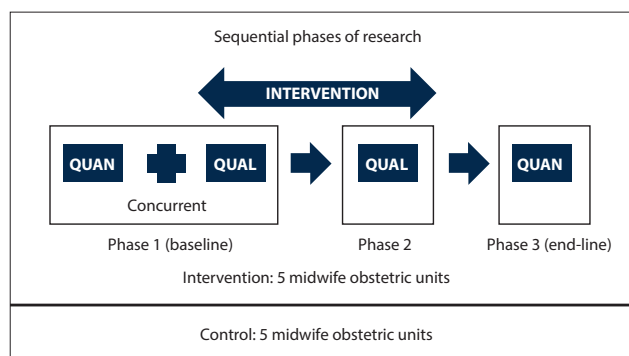 Sequential phases of research
INTERVENTION
QUAN
QUAL
QUAL
QUAN
Concurrent
Phase 1 (baseline)
Phase 2
Phase 3 (end-line)
Intervention: 5 midwife obstetric units
Control: 5 midwife obstetric units